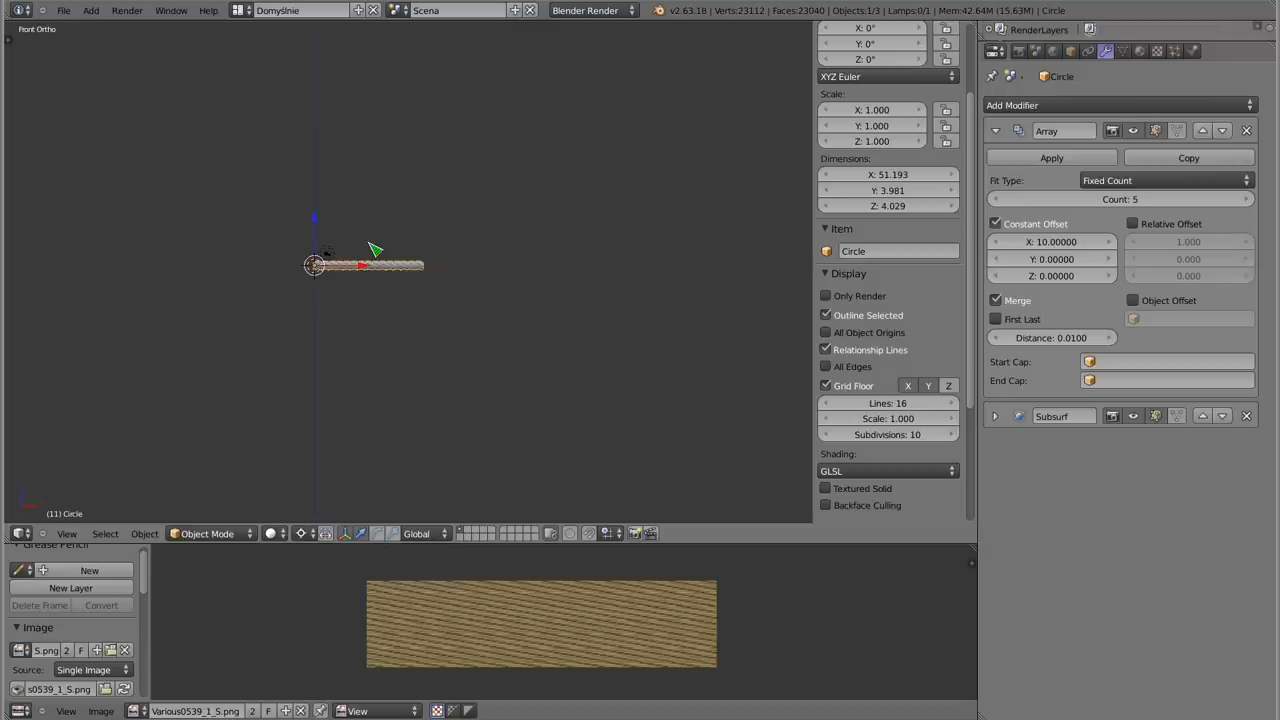 File Add Render Window Help Domyślnie Scena Blender Render v2.63.18 | Verts:23112 | Faces:23040 | Objects:1/3 | Lamps:0/1 | Mem:42.64M (15.63M) | Circle
Front Ortho
X: 0°
Y: 0°
Z: 0°
XYZ Euler
Scale:
X: 1.000
Y: 1.000
Z: 1.000
Dimensions:
X: 51.193
Y: 3.981
Z: 4.029
Item
Circle
Display
Only Render
Outline Selected
All Object Origins
Relationship Lines
All Edges
Grid Floor X Y Z
Lines: 16
Scale: 1.000
Subdivisions: 10
Shading:
GLSL
Textured Solid
Backface Culling
RenderLayers
Circle
Add Modifier
Array
Apply Copy
Fit Type: Fixed Count
Count: 5
Constant Offset Relative Offset
X: 10.00000 1.000
Y: 0.00000 0.000
Z: 0.00000 0.000
Merge Object Offset
First Last
Distance: 0.0100
Start Cap:
End Cap:
Subsurf
(11) Circle
View Select Object Object Mode Global
Grease Pencil
New
New Layer
Delete Frame Convert
Image
S.png 2 F
Source: Single Image
s0539_1_S.png
View Image Various0539_1_S.png 2 F View